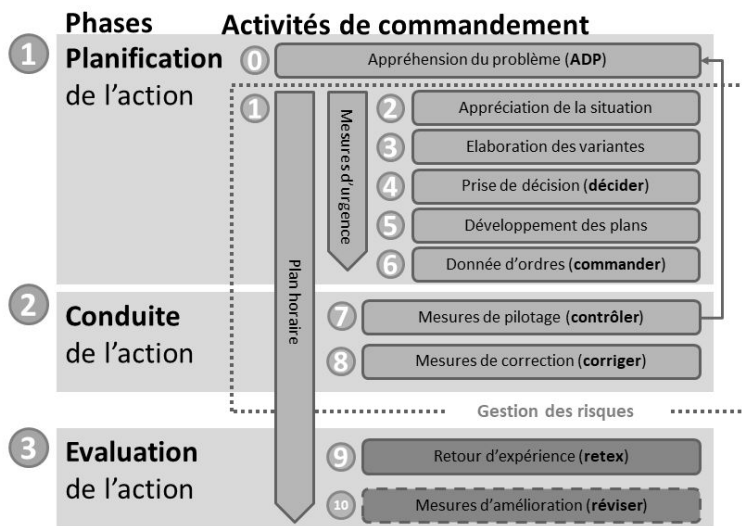 Phases
Activités de commandement
1
Planification
de l'action
0
Appréhension du problème (ADP)
1
Plan horaire
Mesures d'urgence
2
Appréciation de la situation
3
Elaboration des variantes
4
Prise de décision (décider)
5
Développement des plans
6
Donnée d'ordres (commander)
2
Conduite
de l'action
7
Mesures de pilotage (contrôler)
8
Mesures de correction (corriger)
Gestion des risques
3
Evaluation
de l'action
9
Retour d'expérience (retex)
10
Mesures d'amélioration (réviser)